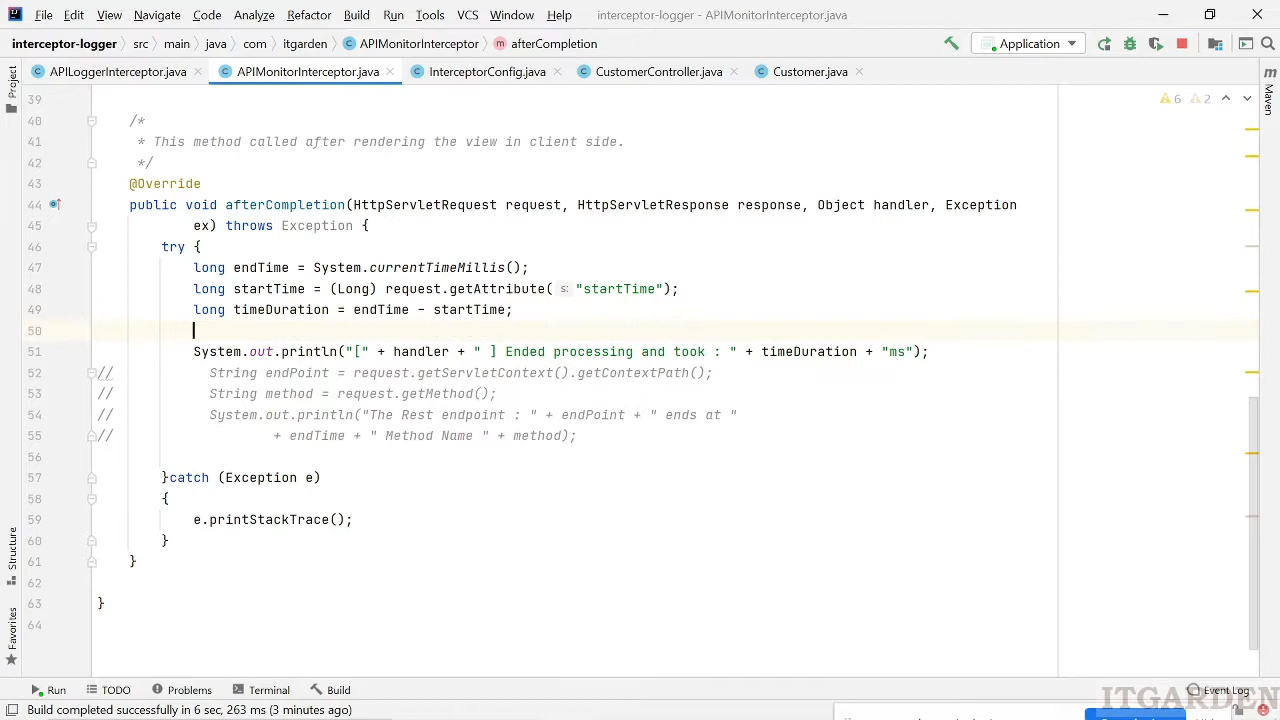 File Edit View Navigate Code Analyze Refactor Build Run Tools VCS Window Help interceptor-logger - APIMonitorInterceptor.java
interceptor-logger src main java com itgarden APIMonitorInterceptor afterCompletion Application
APILoggerInterceptor.java APIMonitorInterceptor.java InterceptorConfig.java CustomerController.java Customer.java
Project
Maven
6 2
39
40 /*
41 * This method called after rendering the view in client side.
42 */
43 @Override
44 public void afterCompletion(HttpServletRequest request, HttpServletResponse response, Object handler, Exception
45 ex) throws Exception {
46 try {
47 long endTime = System.currentTimeMillis();
48 long startTime = (Long) request.getAttribute( s: "startTime");
49 long timeDuration = endTime - startTime;
50
51 System.out.println("[" + handler + " ] Ended processing and took : " + timeDuration + "ms");
52 // String endPoint = request.getServletContext().getContextPath();
53 // String method = request.getMethod();
54 // System.out.println("The Rest endpoint : " + endPoint + " ends at "
55 // + endTime + " Method Name " + method);
56
57 }catch (Exception e)
58 {
59 e.printStackTrace();
60 }
61 }
62
63 }
64
Structure
Favorites
Run TODO Problems Terminal Build Event Log
Build completed successfully in 6 sec, 263 ms (3 minutes ago)
ITGARDEN